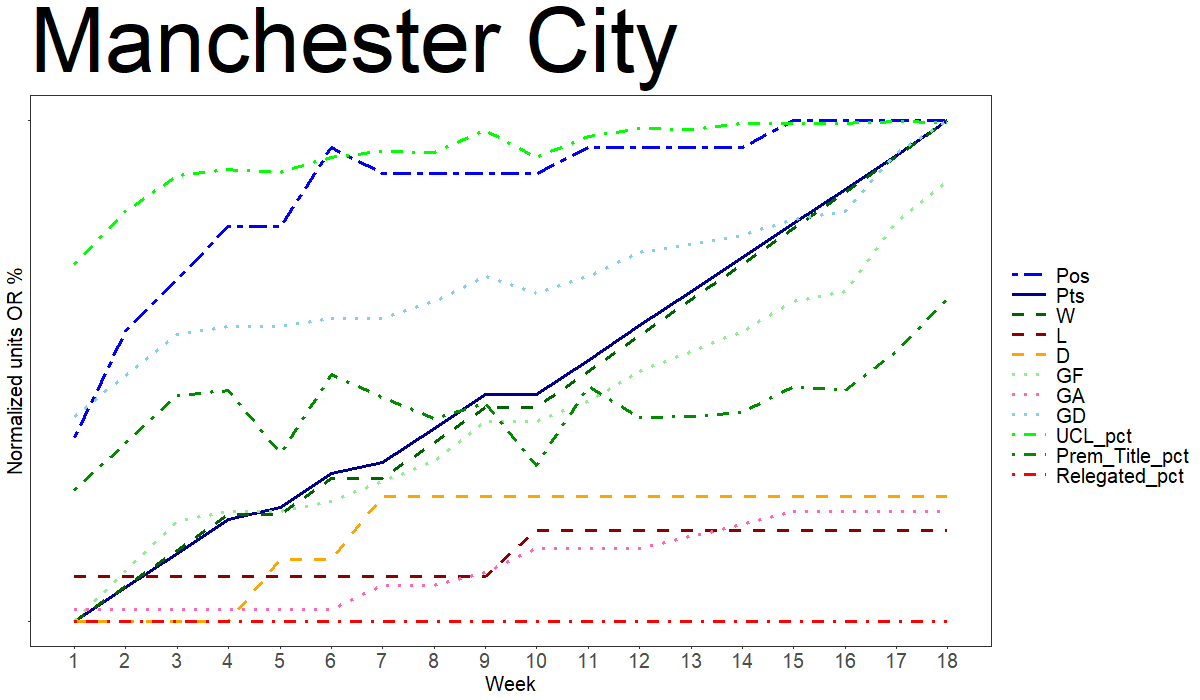 Manchester City
Normalized units OR %
Pos
Pts
W
L
D
GF
GA
GD
UCL_pct
Prem_Title_pct
Relegated_pct
1 2 3 4 5 6 7 8 9 10 11 12 13 14 15 16 17 18
Week